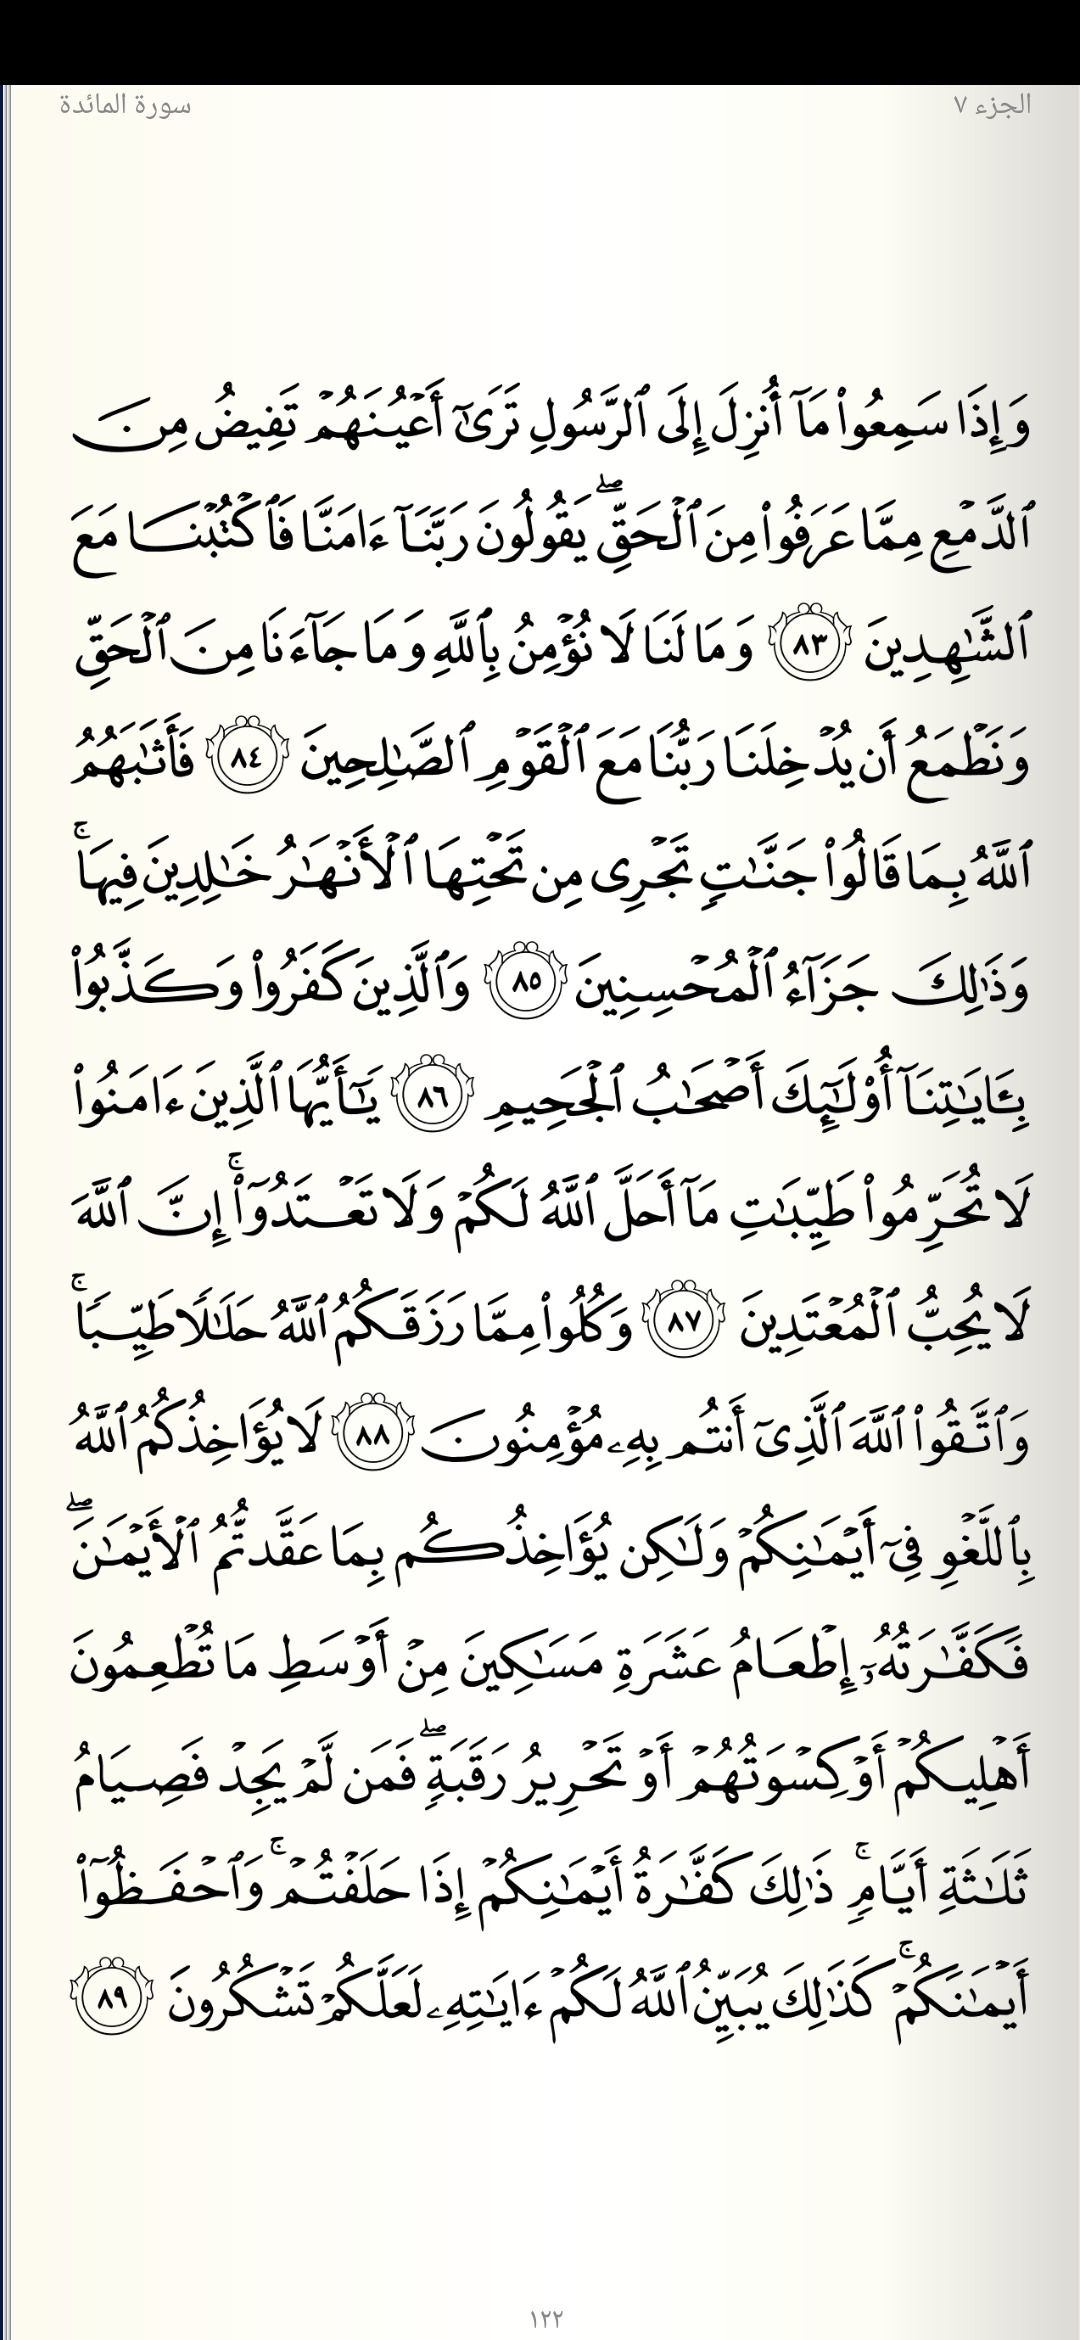 الجزء ٧
سورة المائدة
وَإِذَا سَمِعُواْ مَآ أُنزِلَ إِلَى ٱلرَّسُولِ تَرَىٰٓ أَعۡيُنَهُمۡ تَفِيضُ مِنَ
ٱلدَّمۡعِ مِمَّا عَرَفُواْ مِنَ ٱلۡحَقِّۖ يَقُولُونَ رَبَّنَآ ءَامَنَّا فَٱكۡتُبۡنَا مَعَ
ٱلشَّٰهِدِينَ ٨٣ وَمَا لَنَا لَا نُؤۡمِنُ بِٱللَّهِ وَمَا جَآءَنَا مِنَ ٱلۡحَقِّ
وَنَطۡمَعُ أَن يُدۡخِلَنَا رَبُّنَا مَعَ ٱلۡقَوۡمِ ٱلصَّٰلِحِينَ ٨٤ فَأَثَٰبَهُمُ
ٱللَّهُ بِمَا قَالُواْ جَنَّٰتٖ تَجۡرِي مِن تَحۡتِهَا ٱلۡأَنۡهَٰرُ خَٰلِدِينَ فِيهَاۚ
وَذَٰلِكَ جَزَآءُ ٱلۡمُحۡسِنِينَ ٨٥ وَٱلَّذِينَ كَفَرُواْ وَكَذَّبُواْ
بِـَٔايَٰتِنَآ أُوْلَٰٓئِكَ أَصۡحَٰبُ ٱلۡجَحِيمِ ٨٦ يَٰٓأَيُّهَا ٱلَّذِينَ ءَامَنُواْ
لَا تُحَرِّمُواْ طَيِّبَٰتِ مَآ أَحَلَّ ٱللَّهُ لَكُمۡ وَلَا تَعۡتَدُوٓاْۚ إِنَّ ٱللَّهَ
لَا يُحِبُّ ٱلۡمُعۡتَدِينَ ٨٧ وَكُلُواْ مِمَّا رَزَقَكُمُ ٱللَّهُ حَلَٰلٗا طَيِّبٗاۚ
وَٱتَّقُواْ ٱللَّهَ ٱلَّذِيٓ أَنتُم بِهِۦ مُؤۡمِنُونَ ٨٨ لَا يُؤَاخِذُكُمُ ٱللَّهُ
بِٱللَّغۡوِ فِيٓ أَيۡمَٰنِكُمۡ وَلَٰكِن يُؤَاخِذُكُم بِمَا عَقَّدتُّمُ ٱلۡأَيۡمَٰنَۖ
فَكَفَّٰرَتُهُۥٓ إِطۡعَامُ عَشَرَةِ مَسَٰكِينَ مِنۡ أَوۡسَطِ مَا تُطۡعِمُونَ
أَهۡلِيكُمۡ أَوۡ كِسۡوَتُهُمۡ أَوۡ تَحۡرِيرُ رَقَبَةٖۖ فَمَن لَّمۡ يَجِدۡ فَصِيَامُ
ثَلَٰثَةِ أَيَّامٖۚ ذَٰلِكَ كَفَّٰرَةُ أَيۡمَٰنِكُمۡ إِذَا حَلَفۡتُمۡۚ وَٱحۡفَظُوٓاْ
أَيۡمَٰنَكُمۡۚ كَذَٰلِكَ يُبَيِّنُ ٱللَّهُ لَكُمۡ ءَايَٰتِهِۦ لَعَلَّكُمۡ تَشۡكُرُونَ ٨٩
١٢٢